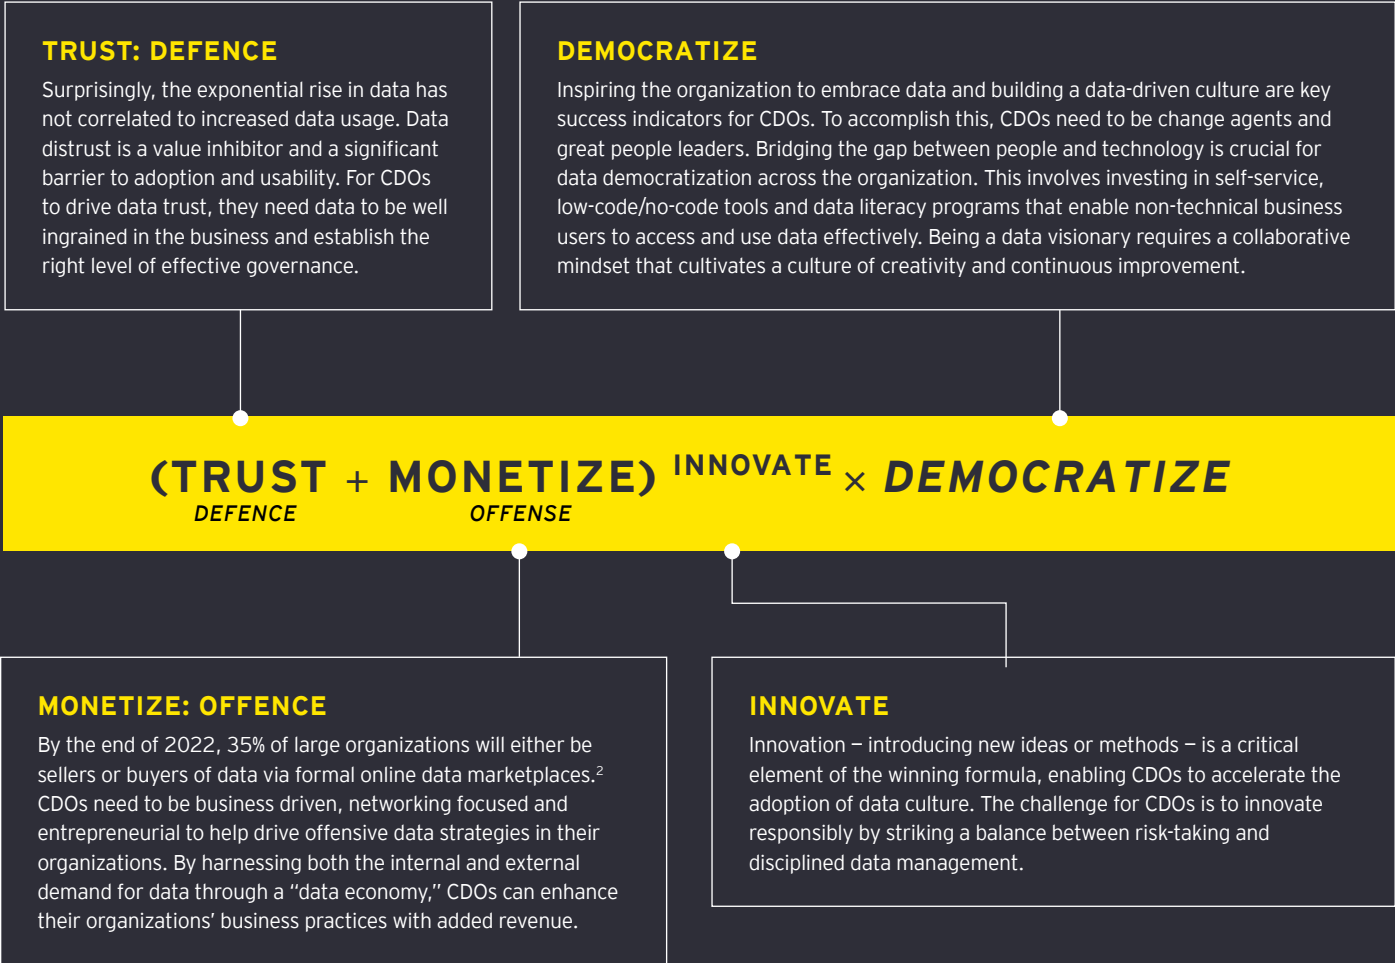 TRUST: DEFENCE
Surprisingly, the exponential rise in data has
not correlated to increased data usage. Data
distrust is a value inhibitor and a significant
barrier to adoption and usability. For CDOs
to drive data trust, they need data to be well
ingrained in the business and establish the
right level of effective governance.
DEMOCRATIZE
Inspiring the organization to embrace data and building a data-driven culture are key
success indicators for CDOs. To accomplish this, CDOs need to be change agents and
great people leaders. Bridging the gap between people and technology is crucial for
data democratization across the organization. This involves investing in self-service,
low-code/no-code tools and data literacy programs that enable non-technical business
users to access and use data effectively. Being a data visionary requires a collaborative
mindset that cultivates a culture of creativity and continuous improvement.
(TRUST + MONETIZE) INNOVATE × DEMOCRATIZE
DEFENCE OFFENSE
MONETIZE: OFFENCE
By the end of 2022, 35% of large organizations will either be
sellers or buyers of data via formal online data marketplaces.²
CDOs need to be business driven, networking focused and
entrepreneurial to help drive offensive data strategies in their
organizations. By harnessing both the internal and external
demand for data through a “data economy,” CDOs can enhance
their organizations’ business practices with added revenue.
INNOVATE
Innovation – introducing new ideas or methods – is a critical
element of the winning formula, enabling CDOs to accelerate the
adoption of data culture. The challenge for CDOs is to innovate
responsibly by striking a balance between risk-taking and
disciplined data management.